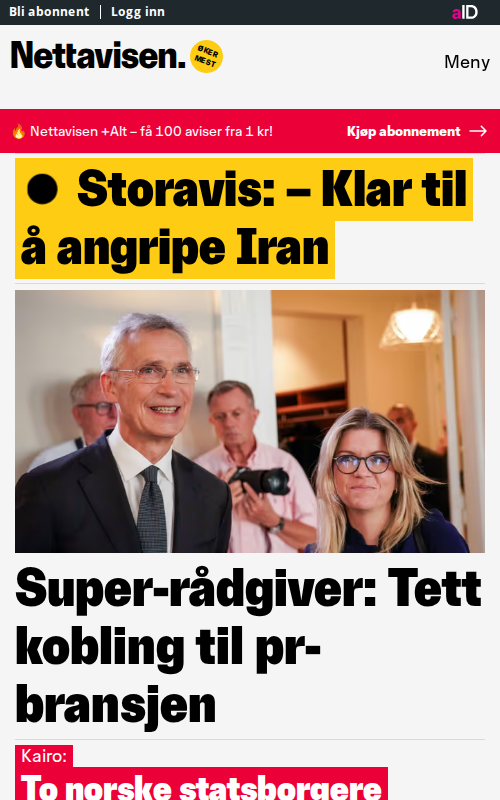 Bli abonnent | Logg inn
aID
Nettavisen.
ØKER
MEST
Meny
🔥 Nettavisen +Alt – få 100 aviser fra 1 kr!
Kjøp abonnement →
● Storavis: – Klar til
å angripe Iran
Super-rådgiver: Tett
kobling til pr-
bransjen
Kairo:
To norske statsborgere